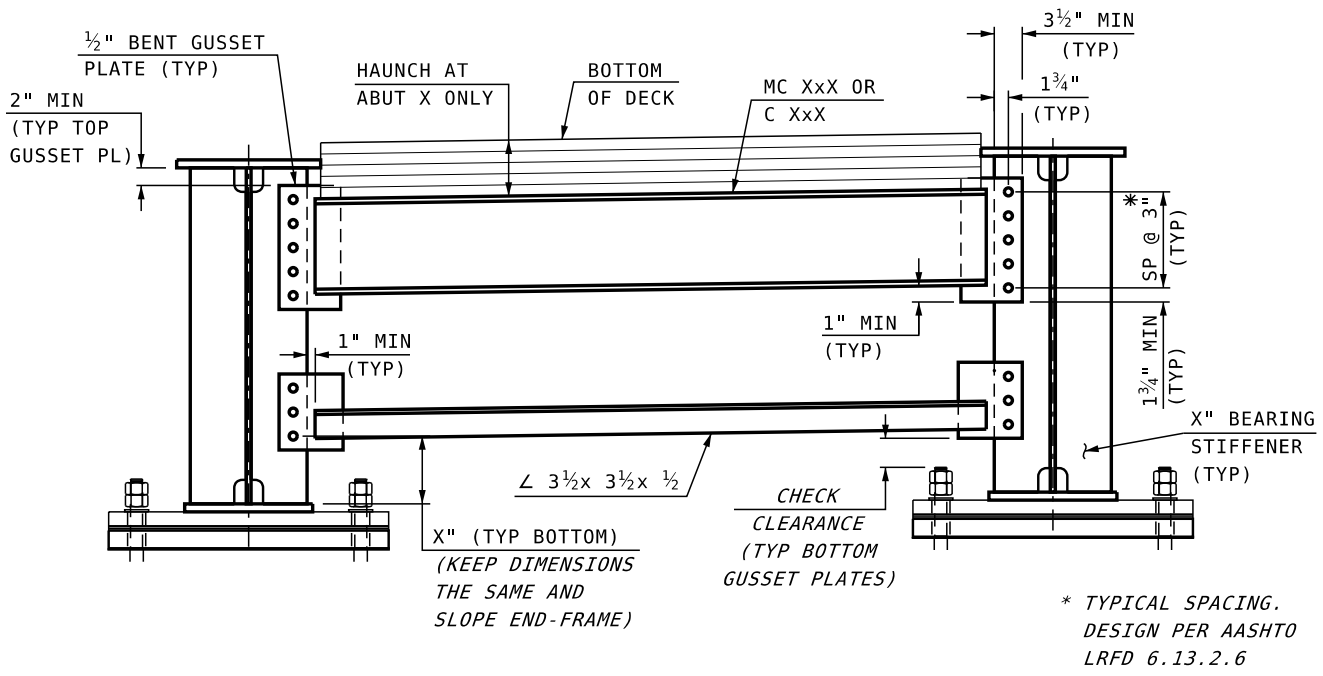 ½" BENT GUSSET
PLATE (TYP)
2" MIN
(TYP TOP
GUSSET PL)
HAUNCH AT
ABUT X ONLY
BOTTOM
OF DECK
MC XxX OR
C XxX
3½" MIN
(TYP)
1¾"
(TYP)
* SP @ 3"
(TYP)
1" MIN
(TYP)
1" MIN
(TYP)
1¾" MIN
(TYP)
X" BEARING
STIFFENER
(TYP)
∠ 3½x 3½x ½
CHECK
CLEARANCE
(TYP BOTTOM
GUSSET PLATES)
X" (TYP BOTTOM)
(KEEP DIMENSIONS
THE SAME AND
SLOPE END-FRAME)
* TYPICAL SPACING.
DESIGN PER AASHTO
LRFD 6.13.2.6